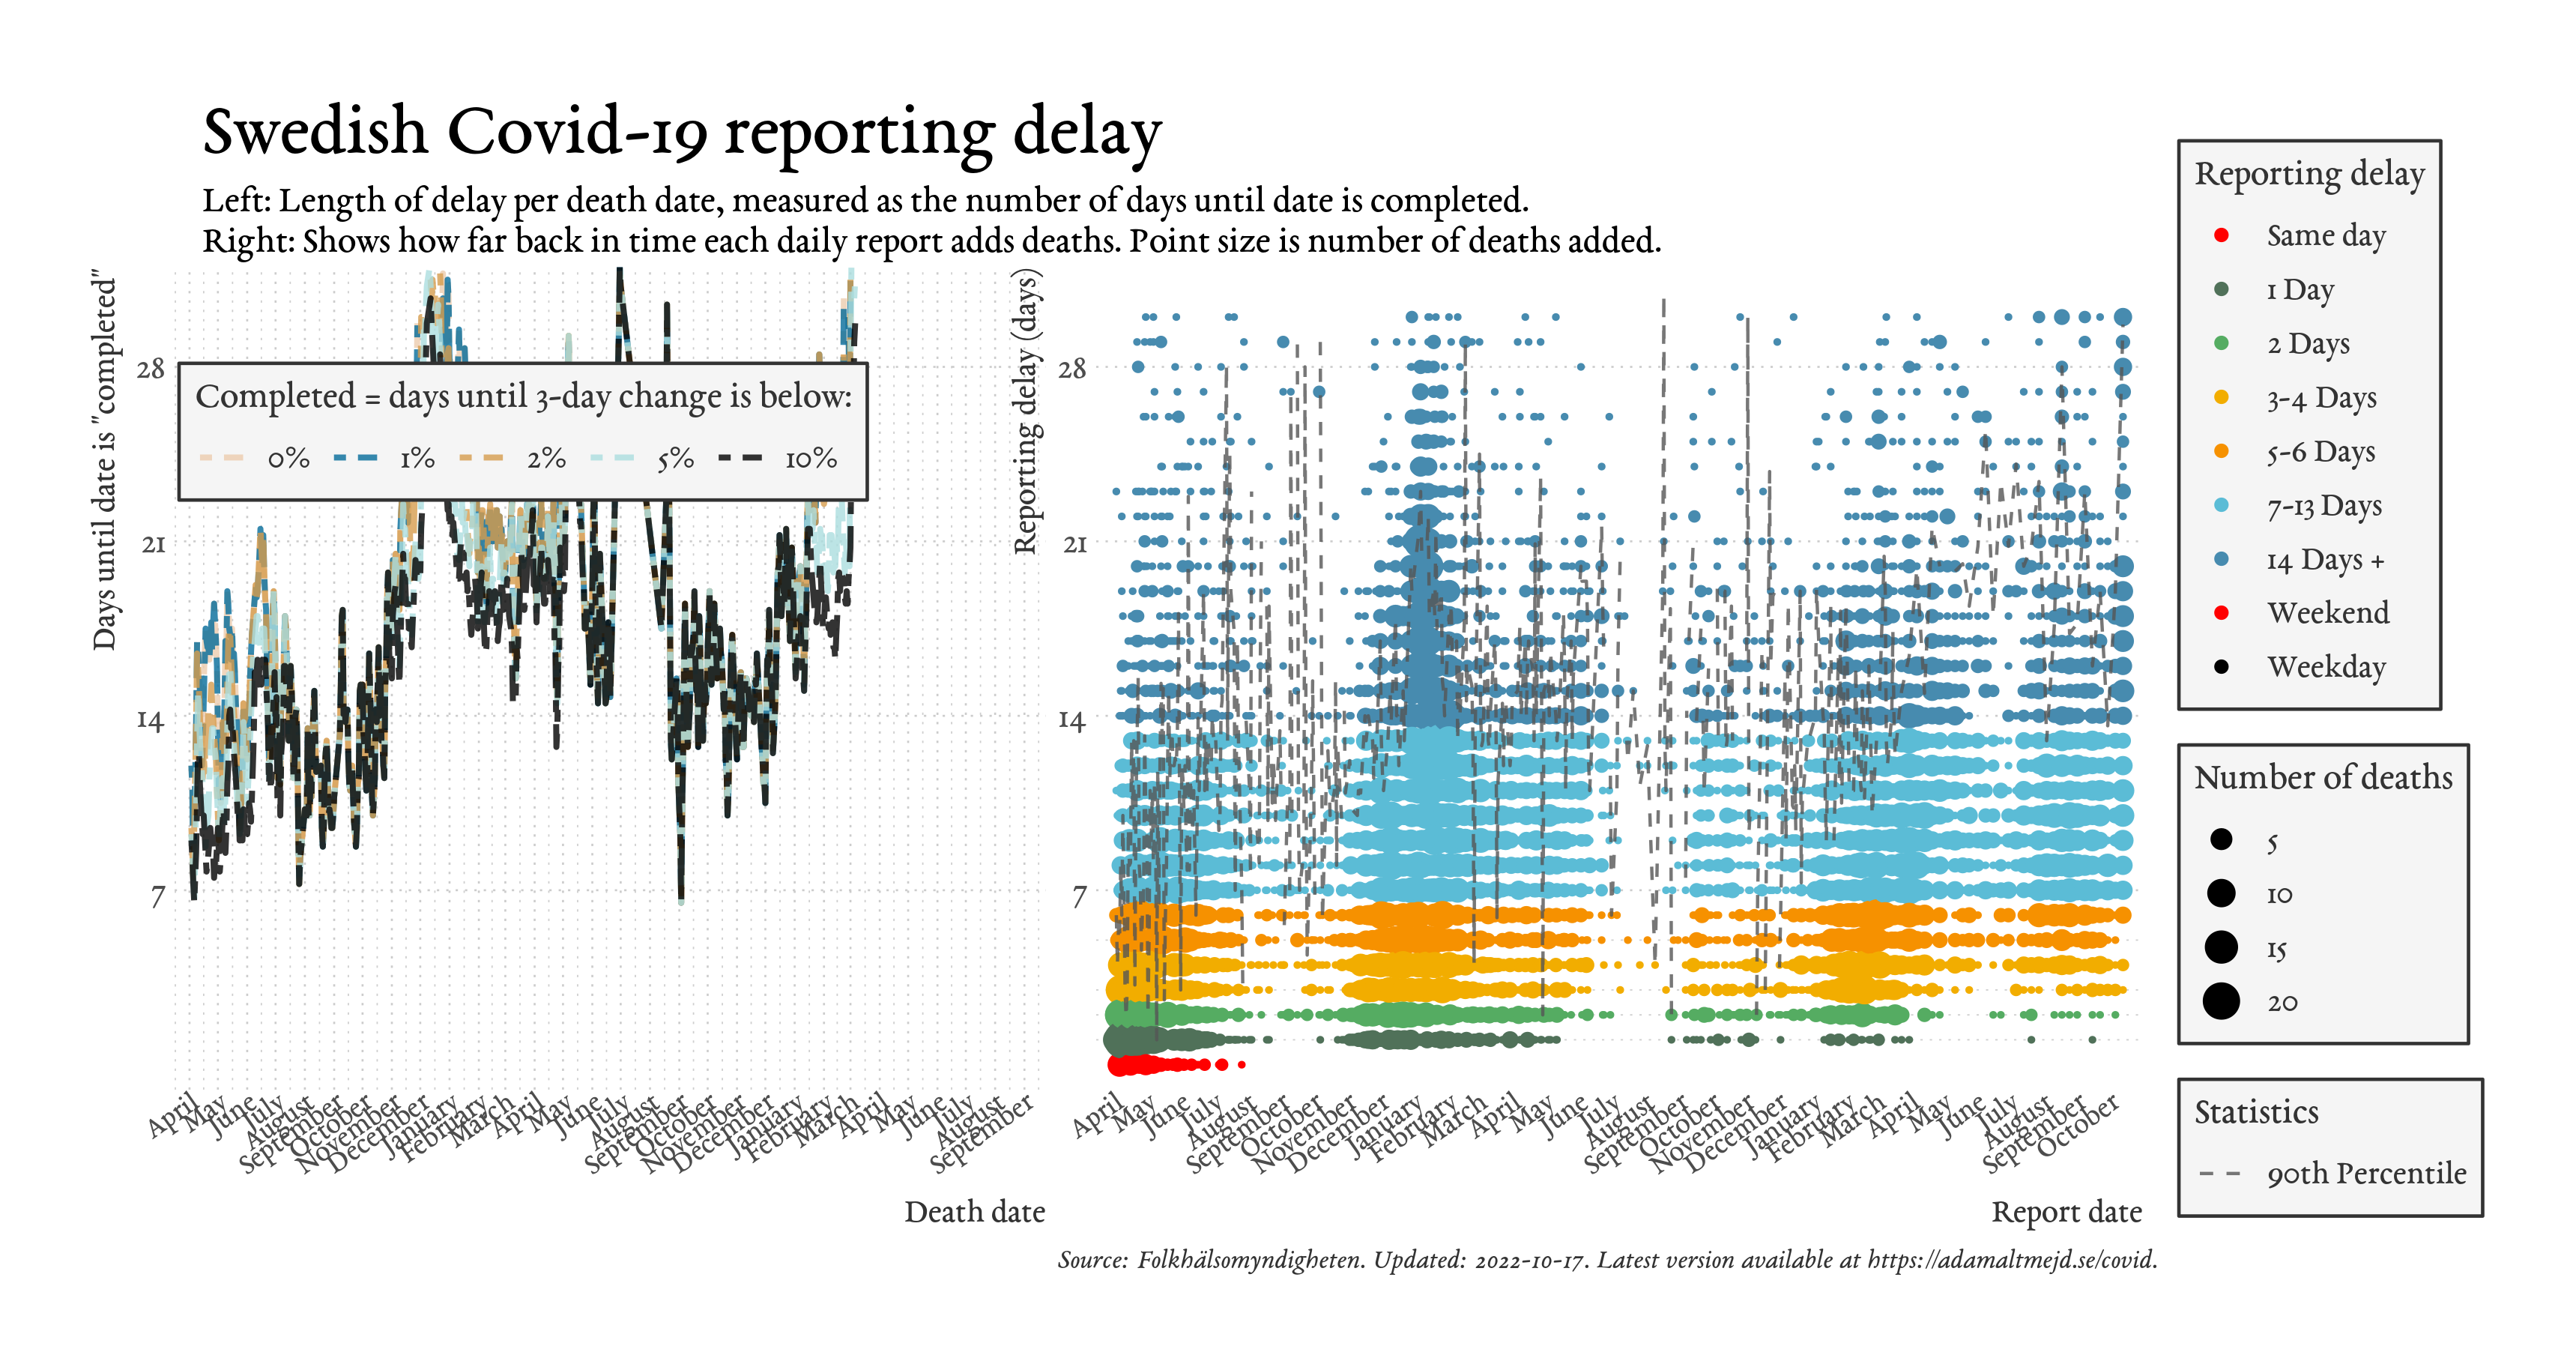 Swedish Covid-19 reporting delay
Left: Length of delay per death date, measured as the number of days until date is completed.
Right: Shows how far back in time each daily report adds deaths. Point size is number of deaths added.
Days until date is "completed"
28
21
14
7
Completed = days until 3-day change is below:
0% 1% 2% 5% 10%
April
May
June
July
August
September
October
November
December
January
February
March
April
May
June
July
August
September
October
November
December
January
February
March
April
May
June
July
August
September
Death date
Reporting delay (days)
28
21
14
7
April
May
June
July
August
September
October
November
December
January
February
March
April
May
June
July
August
September
October
November
December
January
February
March
April
May
June
July
August
September
October
Report date
Reporting delay
Same day
1 Day
2 Days
3-4 Days
5-6 Days
7-13 Days
14 Days +
Weekend
Weekday
Number of deaths
5
10
15
20
Statistics
90th Percentile
Source: Folkhälsomyndigheten. Updated: 2022-10-17. Latest version available at https://adamaltmejd.se/covid.